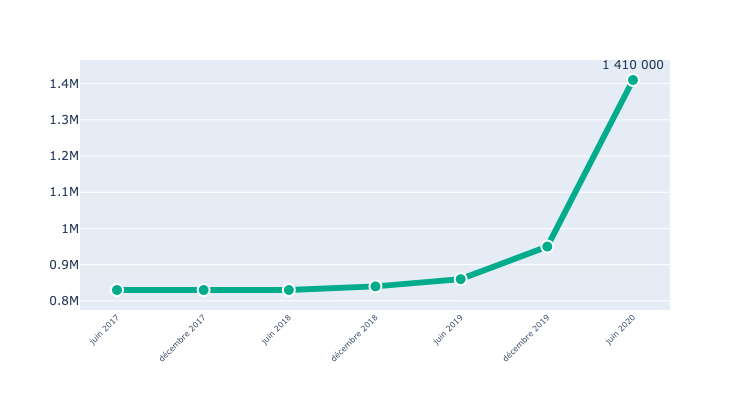 1 410 000
1.4M
1.3M
1.2M
1.1M
1M
0.9M
0.8M
juin 2017
décembre 2017
juin 2018
décembre 2018
juin 2019
décembre 2019
juin 2020